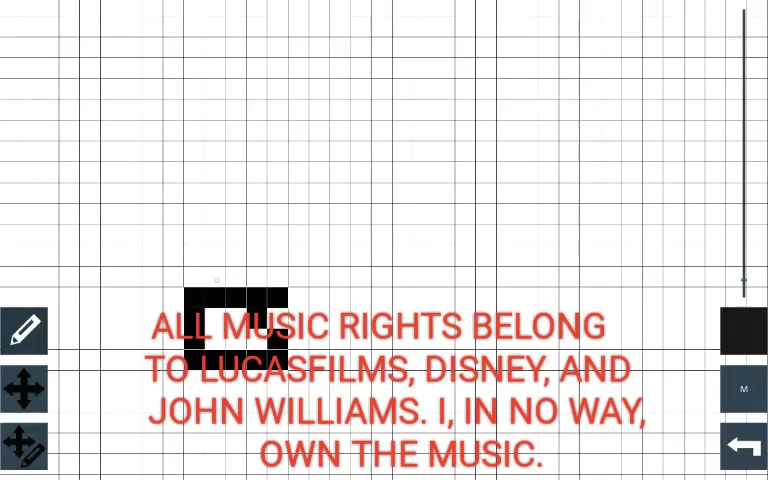 ALL MUSIC RIGHTS BELONG
TO LUCASFILMS, DISNEY, AND
JOHN WILLIAMS. I, IN NO WAY,
OWN THE MUSIC.
M